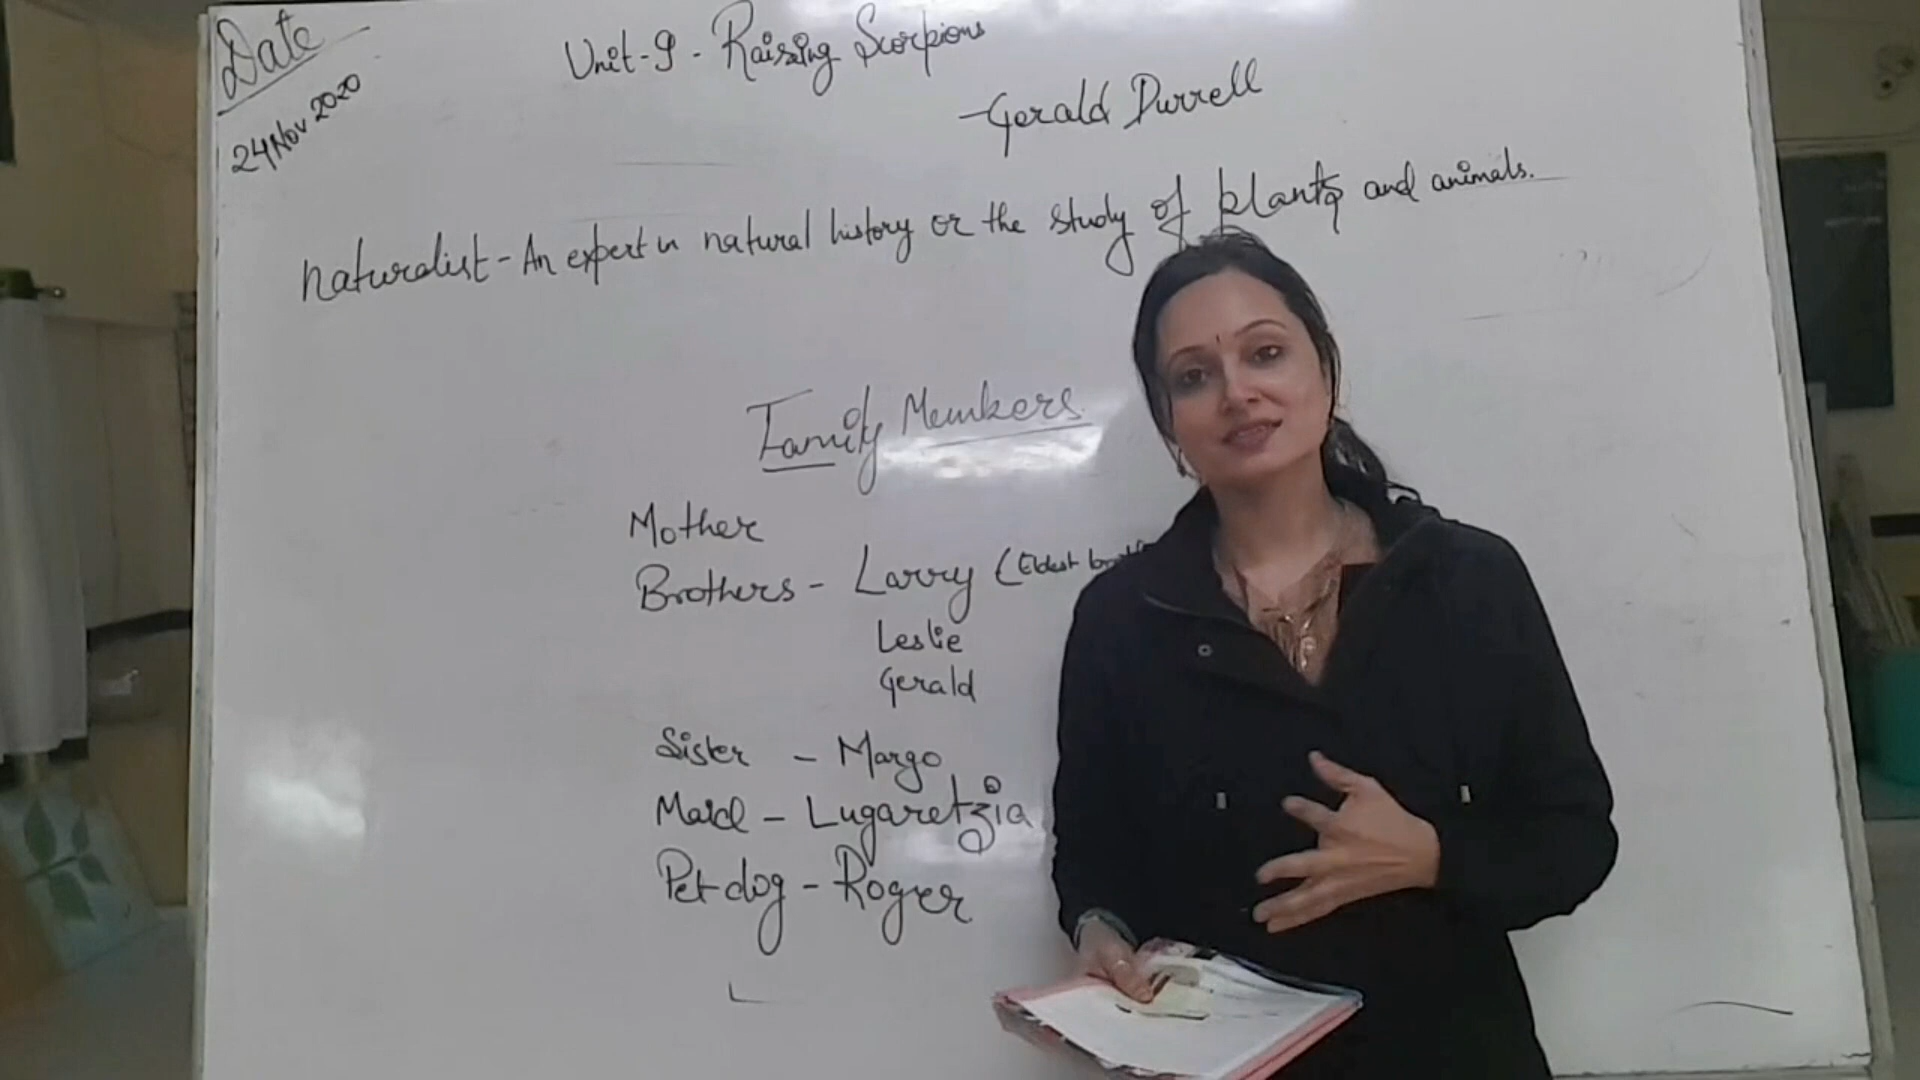 Date
24 Nov 2020
Unit-9 - Raising Scorpions
- Gerald Durrell
Naturalist - An expert in natural history or the study of plants and animals.
Family Members
Mother
Brothers - Larry (Eldest
Leslie
Gerald
Sister - Margo
Maid - Lugaretzia
Pet dog - Roger